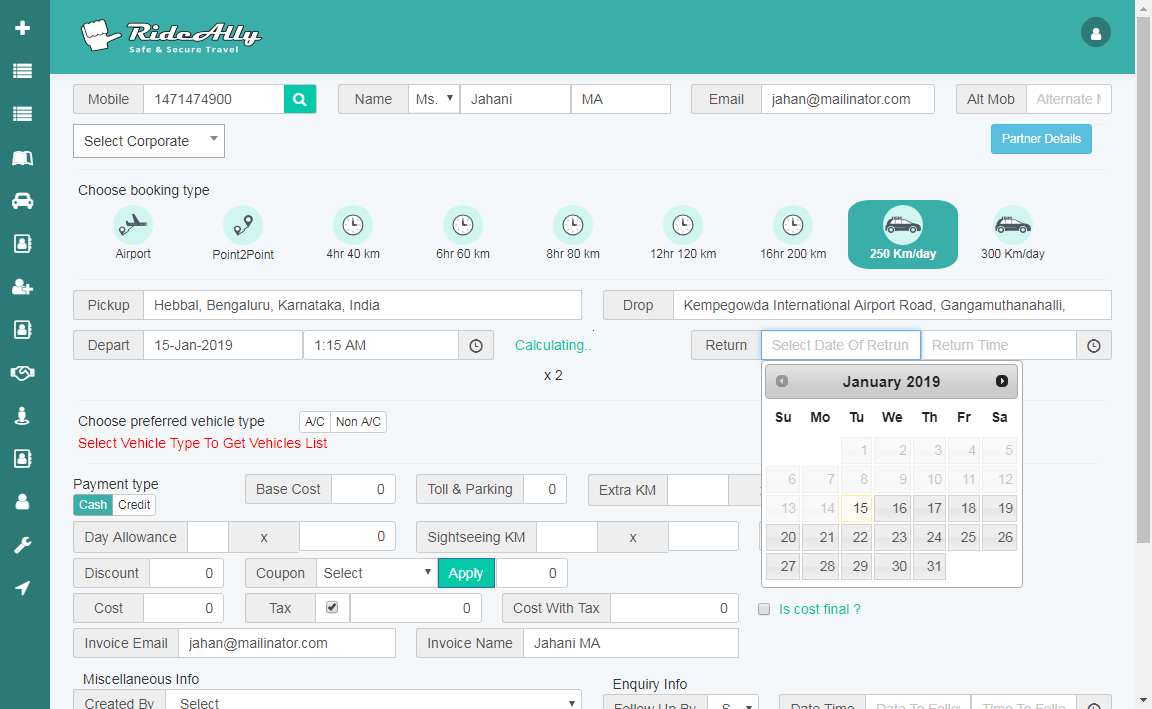 RideAlly
Safe & Secure Travel
Mobile 1471474900 Name Ms. Jahani MA Email jahan@mailinator.com Alt Mob Alternate M
Select Corporate Partner Details
Choose booking type
Airport Point2Point 4hr 40 km 6hr 60 km 8hr 80 km 12hr 120 km 16hr 200 km 250 Km/day 300 Km/day
Pickup Hebbal, Bengaluru, Karnataka, India Drop Kempegowda International Airport Road, Gangamuthanahalli,
Depart 15-Jan-2019 1:15 AM Calculating.. Return Select Date Of Retrun Return Time
x 2
January 2019
Su Mo Tu We Th Fr Sa
1 2 3 4 5
6 7 8 9 10 11 12
13 14 15 16 17 18 19
20 21 22 23 24 25 26
27 28 29 30 31
Choose preferred vehicle type A/C Non A/C
Select Vehicle Type To Get Vehicles List
Payment type
Cash Credit
Base Cost 0 Toll & Parking 0 Extra KM
Day Allowance x 0 Sightseeing KM x
Discount 0 Coupon Select Apply 0
Cost 0 Tax 0 Cost With Tax 0 Is cost final ?
Invoice Email jahan@mailinator.com Invoice Name Jahani MA
Miscellaneous Info Enquiry Info
Created By Select Follow Up By S Date Time Date To Follo Time To Follo